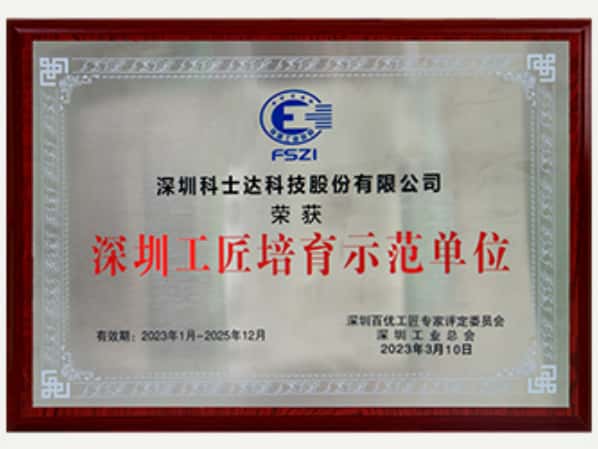 FSZI
深圳科士达科技股份有限公司
荣获
深圳工匠培育示范单位
有效期：2023年1月-2025年12月
深圳百优工匠专家评定委员会
深圳工业总会
2023年3月10日